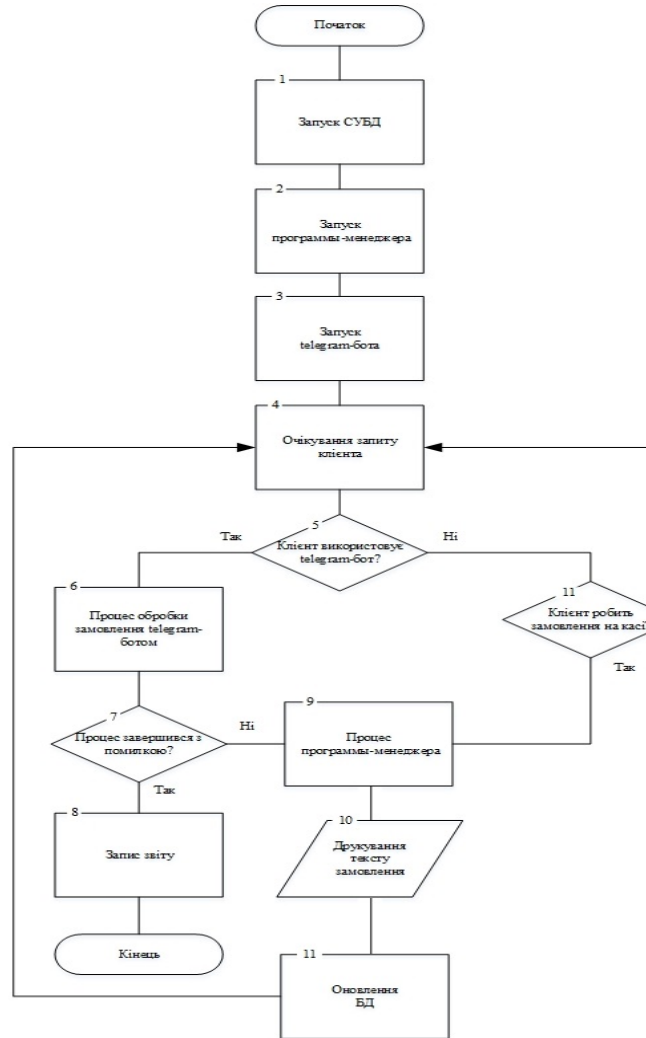 Початок
1
Запуск СУБД
2
Запуск
программы-менеджера
3
Запуск
telegram-бота
4
Очікування запиту
клієнта
5
Так
Ні
Клієнт використовує
telegram-бот?
6
Процес обробки
замовлення telegram-
ботом
11
Клієнт робить
замовлення на касі
Так
7
Процес завершився з
помилкою?
Ні
Так
9
Процес
программы-менеджера
8
Запис звіту
10
Друкування
тексту
замовлення
Кінець
11
Оновлення
БД